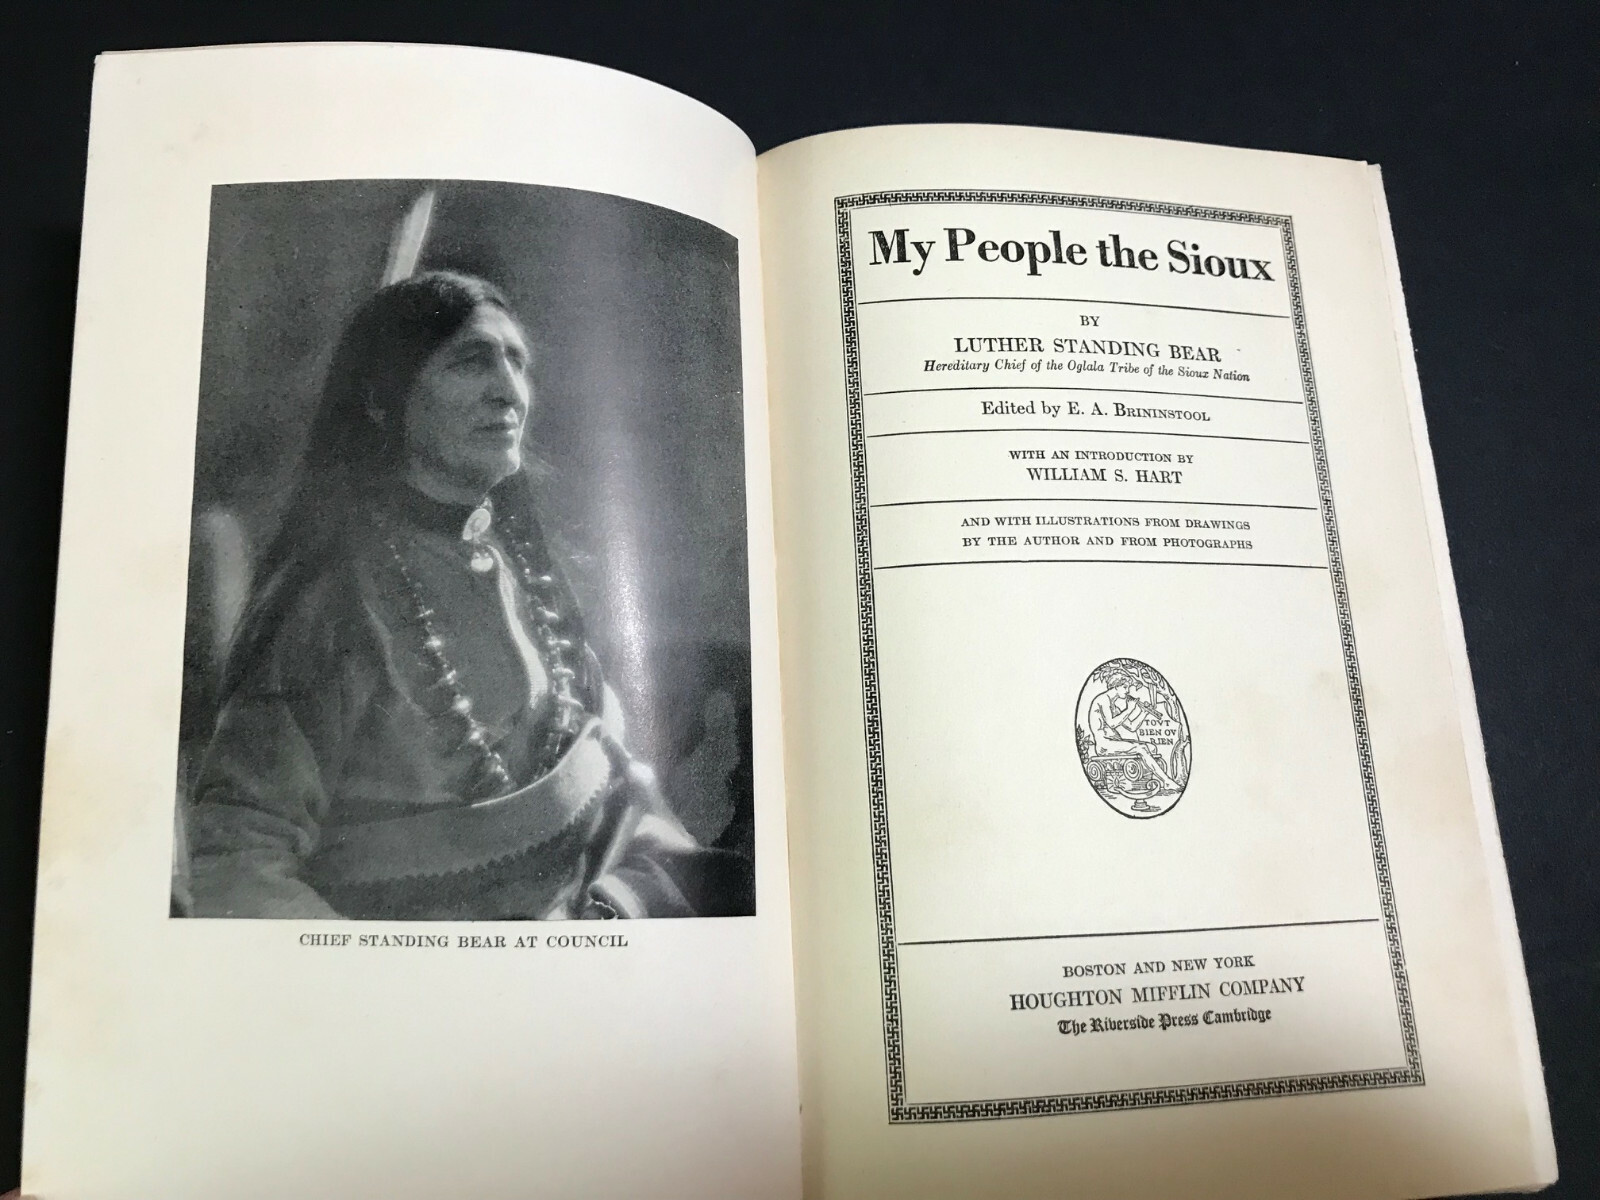 CHIEF STANDING BEAR AT COUNCIL
My People the Sioux
BY
LUTHER STANDING BEAR
Hereditary Chief of the Oglala Tribe of the Sioux Nation
Edited by E. A. BRININSTOOL
WITH AN INTRODUCTION BY
WILLIAM S. HART
AND WITH ILLUSTRATIONS FROM DRAWINGS
BY THE AUTHOR AND FROM PHOTOGRAPHS
TOVT
BIEN OV
RIEN
BOSTON AND NEW YORK
HOUGHTON MIFFLIN COMPANY
The Riverside Press Cambridge